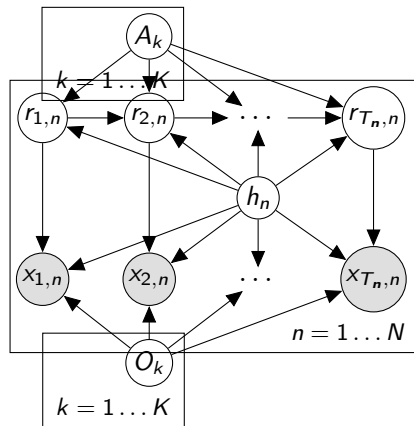 A_k
k = 1 … K
r_{1,n} r_{2,n} … r_{T_n,n}
h_n
x_{1,n} x_{2,n} … x_{T_n,n}
n = 1 … N
O_k
k = 1 … K